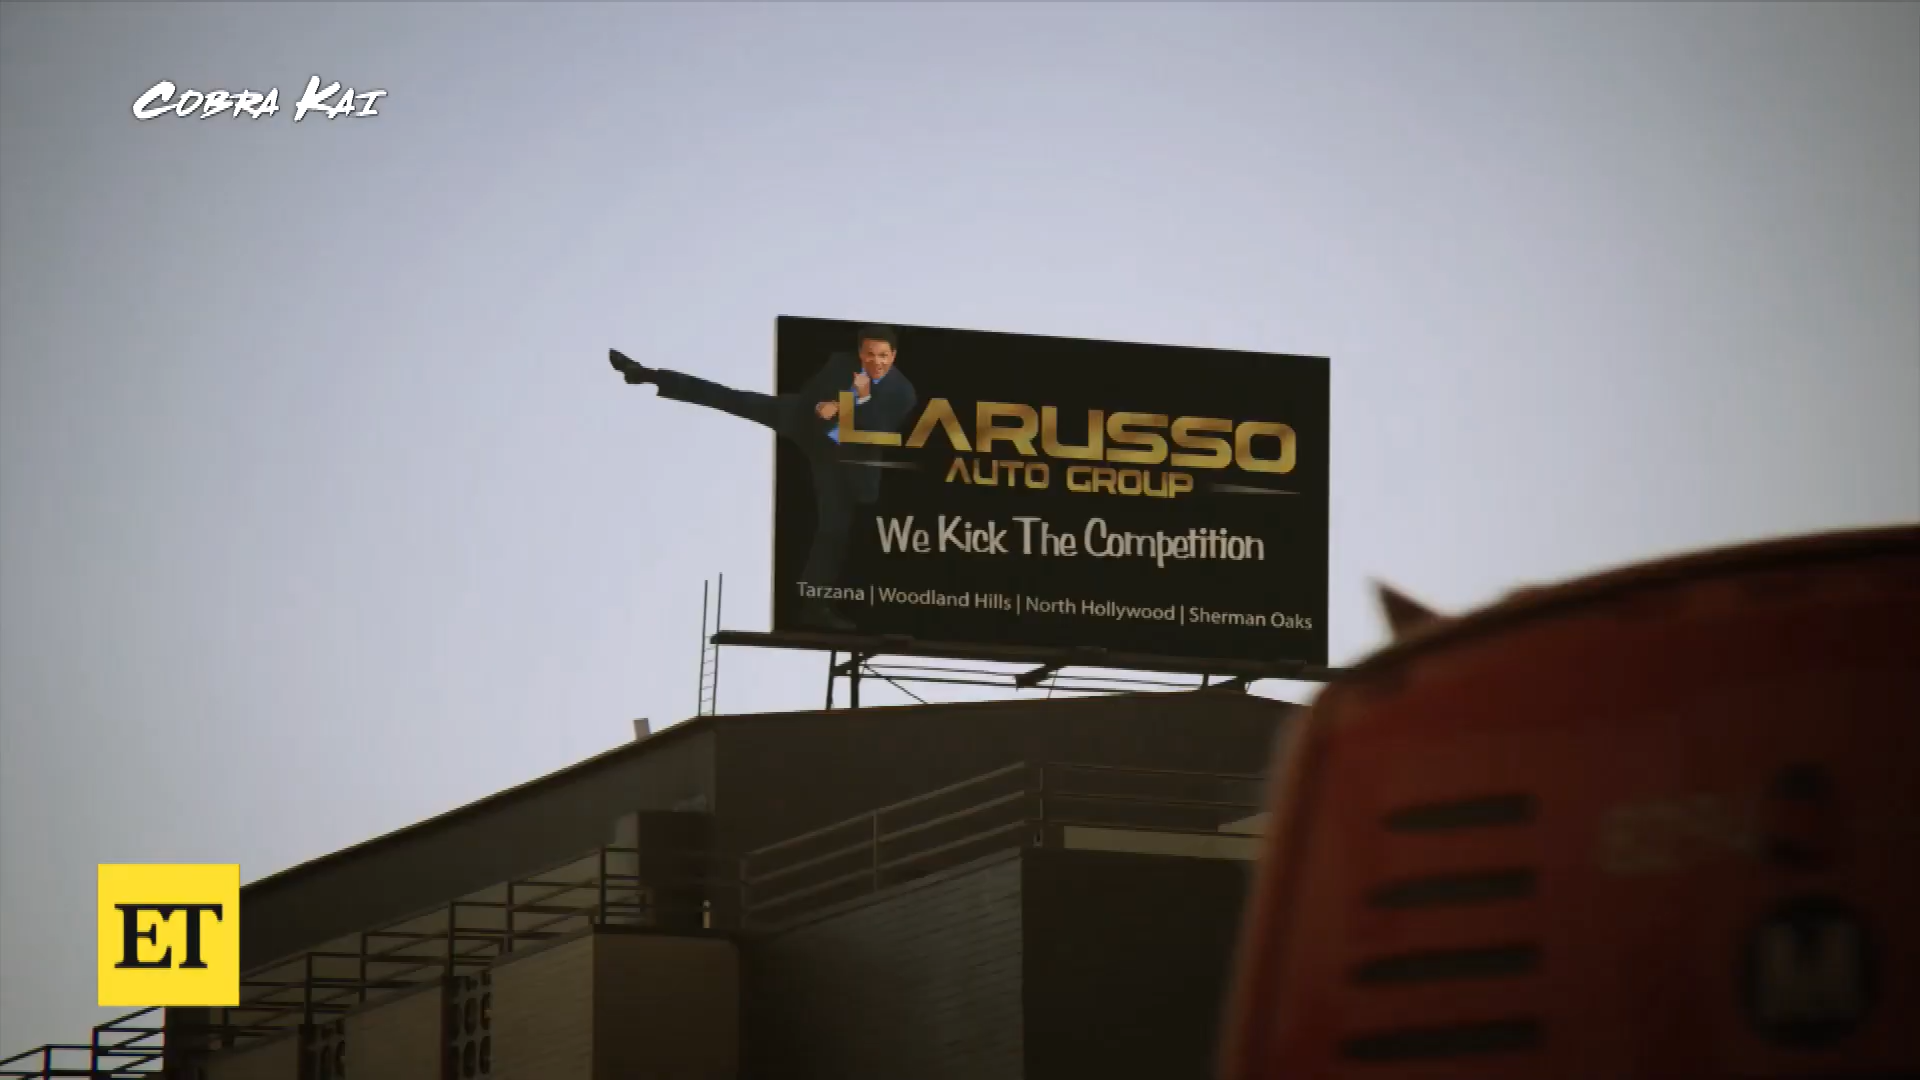 COBRA KAI
LARUSSO
AUTO GROUP
We Kick The Competition
Tarzana | Woodland Hills | North Hollywood | Sherman Oaks
ET